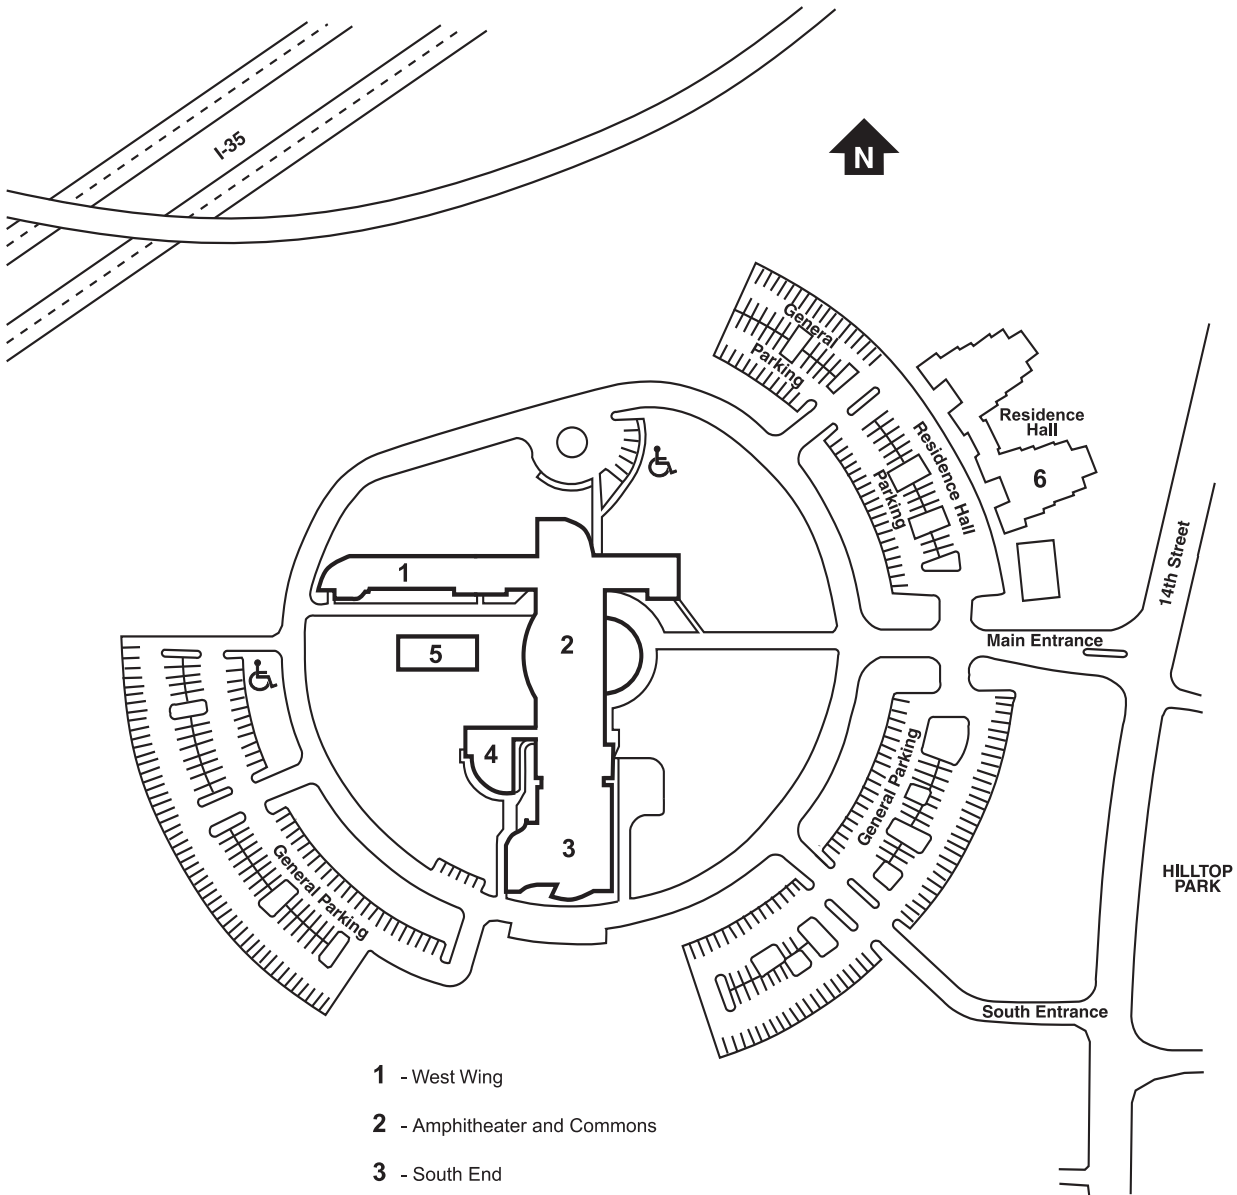 I-35
N
General
Parking
Residence
Hall
Residence Hall
Parking
6
14th Street
1
2
Main Entrance
5
4
General Parking
3
General Parking
HILLTOP
PARK
South Entrance
1 - West Wing
2 - Amphitheater and Commons
3 - South End